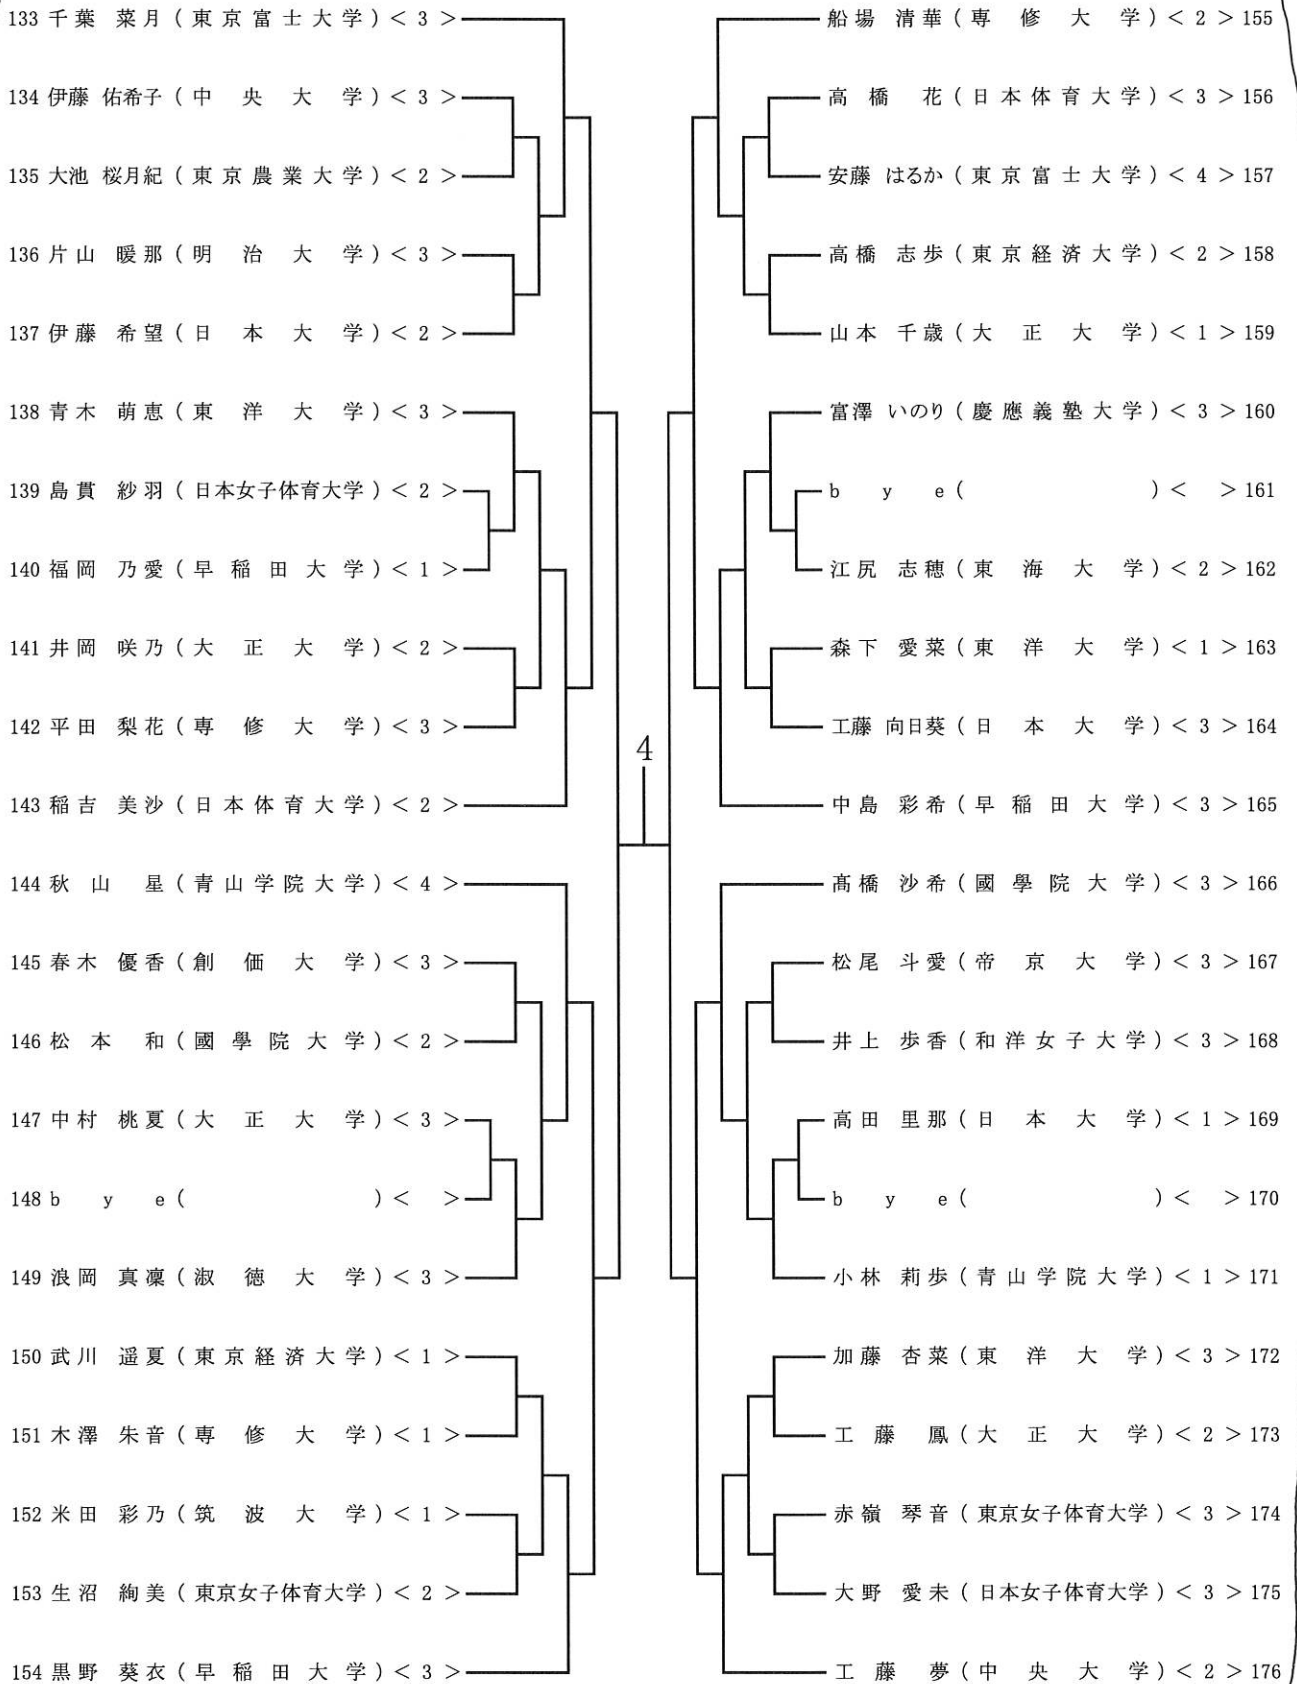 133 千葉 菜月 (東京富士大学) < 3 >
134 伊藤 佑希子 (中央大学) < 3 >
135 大池 桜月紀 (東京農業大学) < 2 >
136 片山 暖那 (明治大学) < 3 >
137 伊藤 希望 (日本大学) < 2 >
138 青木 萌恵 (東洋大学) < 3 >
139 島貫 紗羽 (日本女子体育大学) < 2 >
140 福岡 乃愛 (早稲田大学) < 1 >
141 井岡 咲乃 (大正大学) < 2 >
142 平田 梨花 (専修大学) < 3 >
143 稲吉 美沙 (日本体育大学) < 2 >
144 秋山 星 (青山学院大学) < 4 >
145 春木 優香 (創価大学) < 3 >
146 松本 和 (國學院大学) < 2 >
147 中村 桃夏 (大正大学) < 3 >
148 bye ( ) < >
149 浪岡 真凜 (淑徳大学) < 3 >
150 武川 遥夏 (東京経済大学) < 1 >
151 木澤 朱音 (専修大学) < 1 >
152 米田 彩乃 (筑波大学) < 1 >
153 生沼 絢美 (東京女子体育大学) < 2 >
154 黒野 葵衣 (早稲田大学) < 3 >
4
船場 清華 (専修大学) < 2 > 155
高橋 花 (日本体育大学) < 3 > 156
安藤 はるか (東京富士大学) < 4 > 157
高橋 志歩 (東京経済大学) < 2 > 158
山本 千歳 (大正大学) < 1 > 159
富澤 いのり (慶應義塾大学) < 3 > 160
bye ( ) < > 161
江尻 志穂 (東海大学) < 2 > 162
森下 愛菜 (東洋大学) < 1 > 163
工藤 向日葵 (日本大学) < 3 > 164
中島 彩希 (早稲田大学) < 3 > 165
髙橋 沙希 (國學院大学) < 3 > 166
松尾 斗愛 (帝京大学) < 3 > 167
井上 歩香 (和洋女子大学) < 3 > 168
高田 里那 (日本大学) < 1 > 169
bye ( ) < > 170
小林 莉歩 (青山学院大学) < 1 > 171
加藤 杏菜 (東洋大学) < 3 > 172
工藤 鳳 (大正大学) < 2 > 173
赤嶺 琴音 (東京女子体育大学) < 3 > 174
大野 愛未 (日本女子体育大学) < 3 > 175
工藤 夢 (中央大学) < 2 > 176